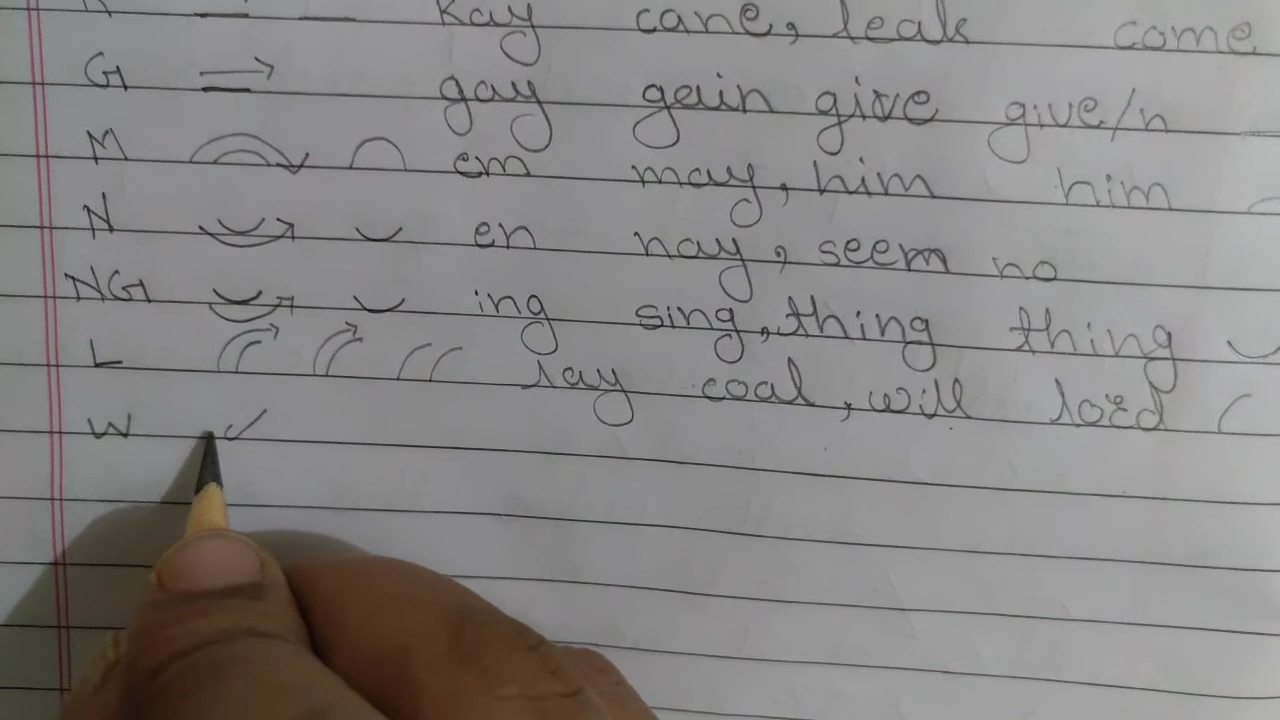 K Kay cane, leak come
G gay gain give give/n
M em may, him him
N en nay, seem no
NG ing sing, thing thing
L lay coal, will lord
W